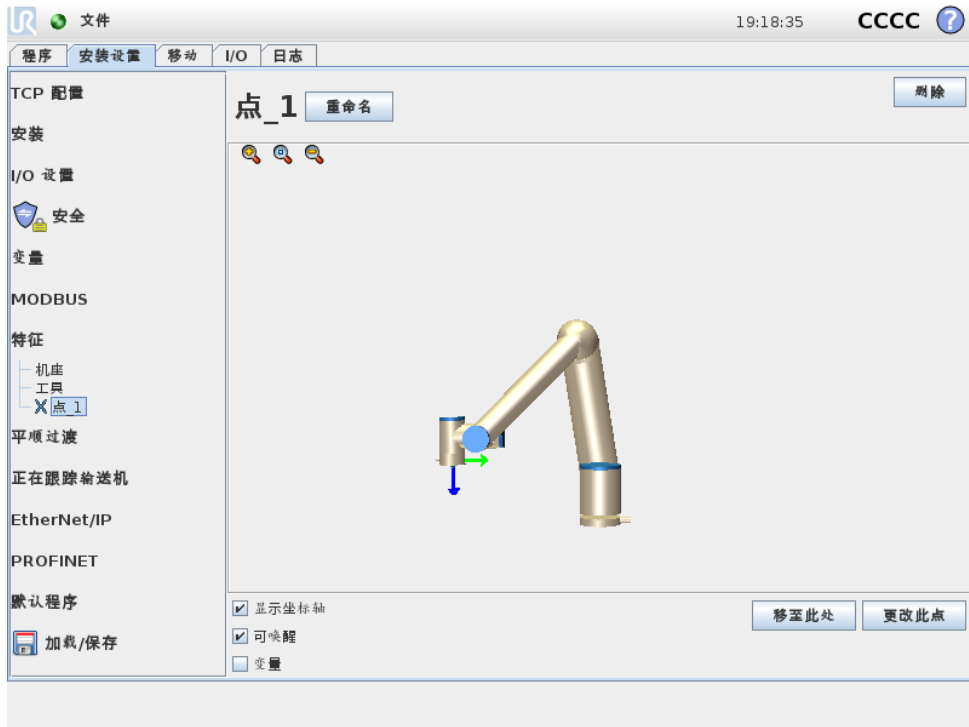 UR 文件 19:18:35 CCCC ?
程序 安装设置 移动 I/O 日志
TCP 配置
安装
I/O 设置
安全
变量
MODBUS
特征
机座
工具
点_1
平顺过渡
正在跟踪输送机
EtherNet/IP
PROFINET
默认程序
加载/保存
点_1 重命名 删除
显示坐标轴
可唤醒
变量
移至此处 更改此点